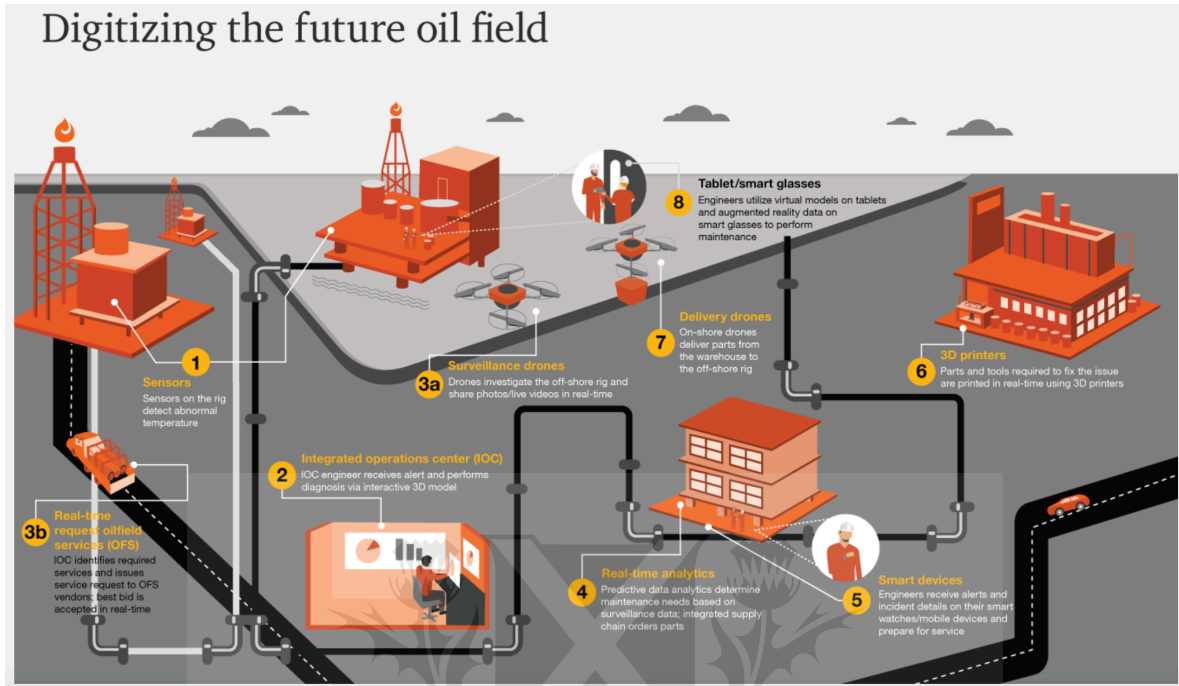 Digitizing the future oil field
1
Sensors
Sensors on the rig
detect abnormal
temperature
2
Integrated operations center (IOC)
IOC engineer receives alert and performs
diagnosis via interactive 3D model
3a
Surveillance drones
Drones investigate the off-shore rig and
share photos/live videos in real-time
3b
Real-time
request oilfield
services (OFS)
IOC identifies required
services and issues
service request to OFS
vendors; best bid is
accepted in real-time
4
Real-time analytics
Predictive data analytics determine
maintenance needs based on
surveillance data; integrated supply
chain orders parts
5
Smart devices
Engineers receive alerts and
incident details on their smart
watches/mobile devices and
prepare for service
6
3D printers
Parts and tools required to fix the issue
are printed in real-time using 3D printers
7
Delivery drones
On-shore drones
deliver parts from
the warehouse to
the off-shore rig
8
Tablet/smart glasses
Engineers utilize virtual models on tablets
and augmented reality data on
smart glasses to perform
maintenance